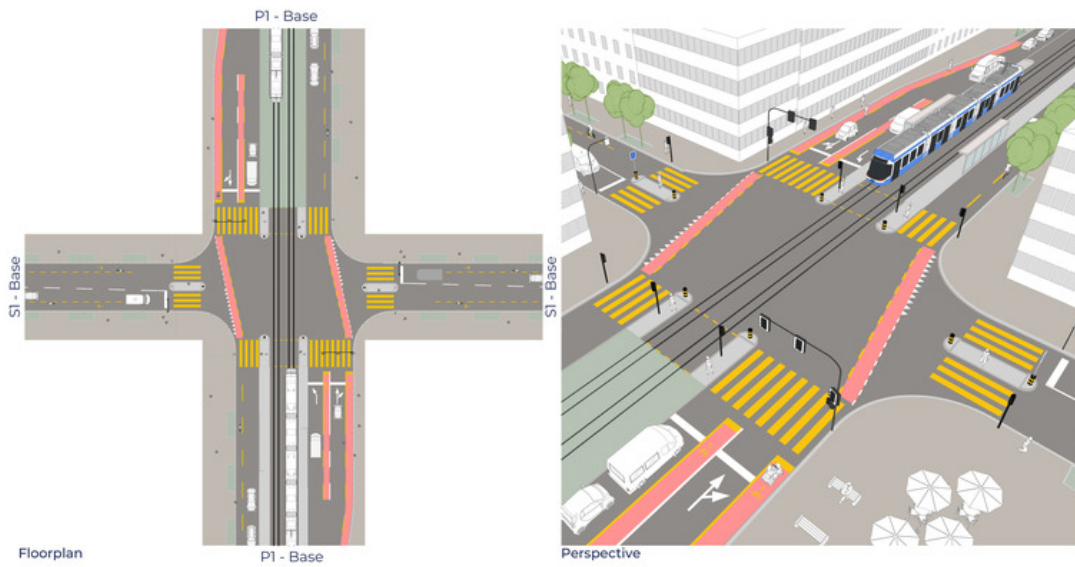 P1 - Base
S1 - Base
S1 - Base
P1 - Base
Floorplan
Perspective